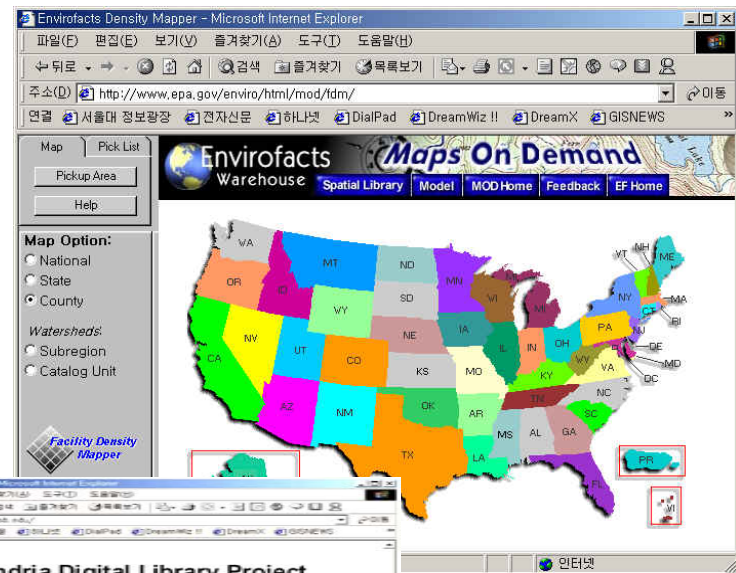 Envirofacts Density Mapper - Microsoft Internet Explorer
파일(F) 편집(E) 보기(V) 즐겨찾기(A) 도구(T) 도움말(H)
뒤로 검색 즐겨찾기 목록보기
주소(D) http://www.epa.gov/enviro/html/mod/fdm/ 이동
연결 서울대 정보광장 전자신문 하나넷 DialPad DreamWiz !! DreamX GISNEWS »
Map Pick List
Pickup Area
Help
Envirofacts Warehouse
Maps On Demand
Spatial Library Model MOD Home Feedback EF Home
Map Option:
National
State
County
Watersheds:
Subregion
Catalog Unit
Facility Density
Mapper
WA
MT
ND
MN
VT
NH
ME
OR
ID
SD
WI
MI
NY
MA
RI
CT
WY
IA
PA
NJ
NV
NE
IL
IN
OH
DE
MD
DC
UT
CO
KS
MO
KY
WV
VA
CA
NC
TN
AZ
NM
OK
AR
SC
MS
AL
GA
TX
LA
FL
PR
VI
Microsoft Internet Explorer
DialPad DreamWiz !! DreamX GISNEWS
ndria Digital Library Project
인터넷